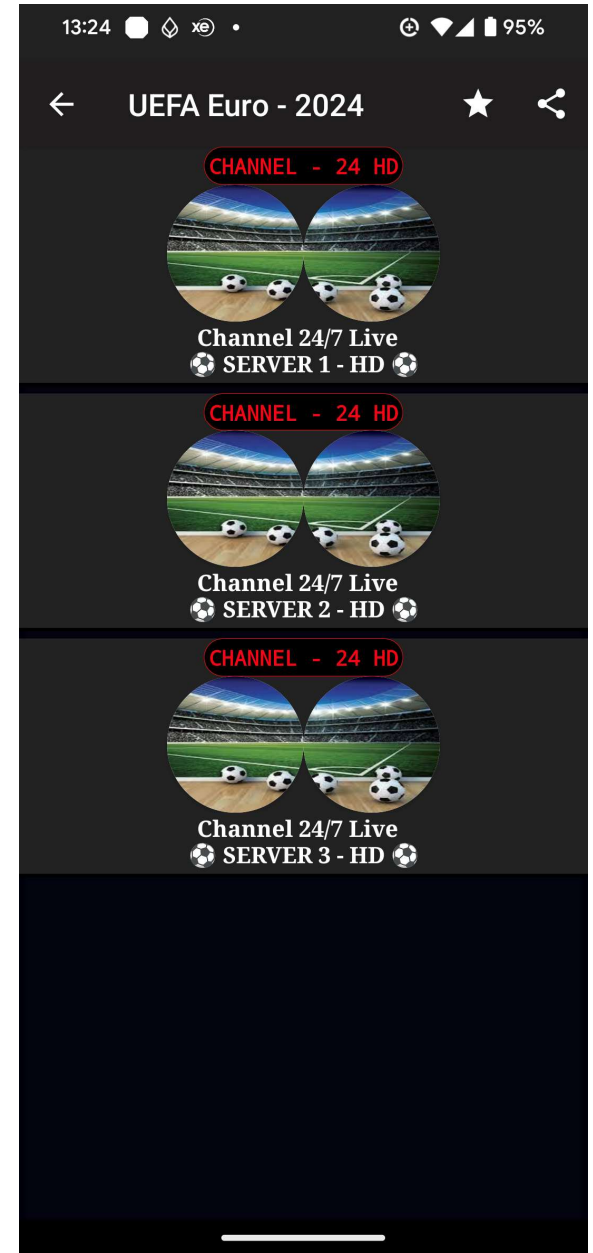 13:24 xe 95%
UEFA Euro - 2024
CHANNEL - 24 HD
Channel 24/7 Live
⚽ SERVER 1 - HD ⚽
CHANNEL - 24 HD
Channel 24/7 Live
⚽ SERVER 2 - HD ⚽
CHANNEL - 24 HD
Channel 24/7 Live
⚽ SERVER 3 - HD ⚽